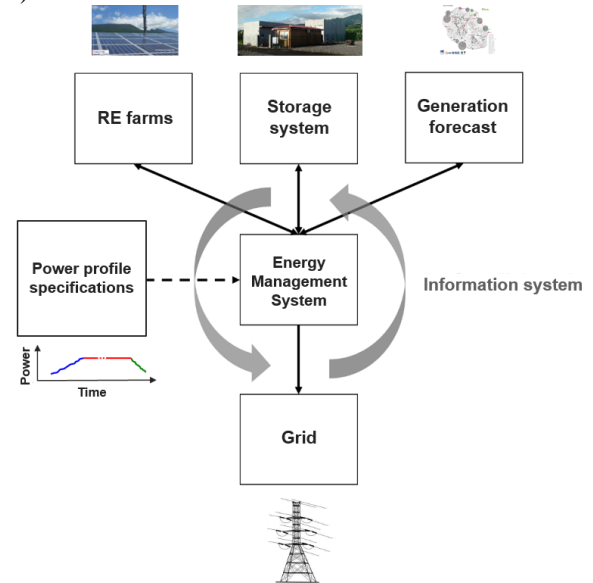 )
RE farms
Storage
system
Generation
forecast
Power profile
specifications
Energy
Management
System
Information system
Power
Time
Grid